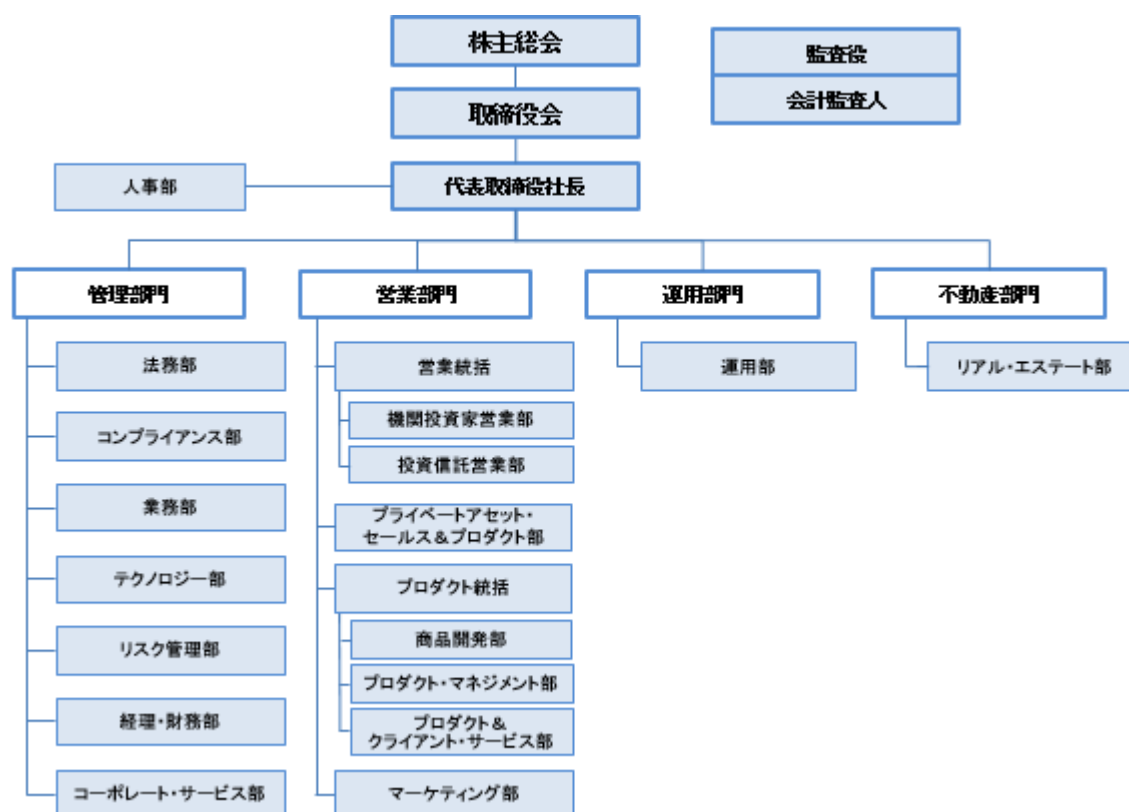 株主総会
監査役
会計監査人
取締役会
人事部
代表取締役社長
管理部門
営業部門
運用部門
不動産部門
法務部
コンプライアンス部
業務部
テクノロジー部
リスク管理部
経理・財務部
コーポレート・サービス部
営業統括
機関投資家営業部
投資信託営業部
プライベートアセット・
セールス&プロダクト部
プロダクト統括
商品開発部
プロダクト・マネジメント部
プロダクト&
クライアント・サービス部
マーケティング部
運用部
リアル・エステート部